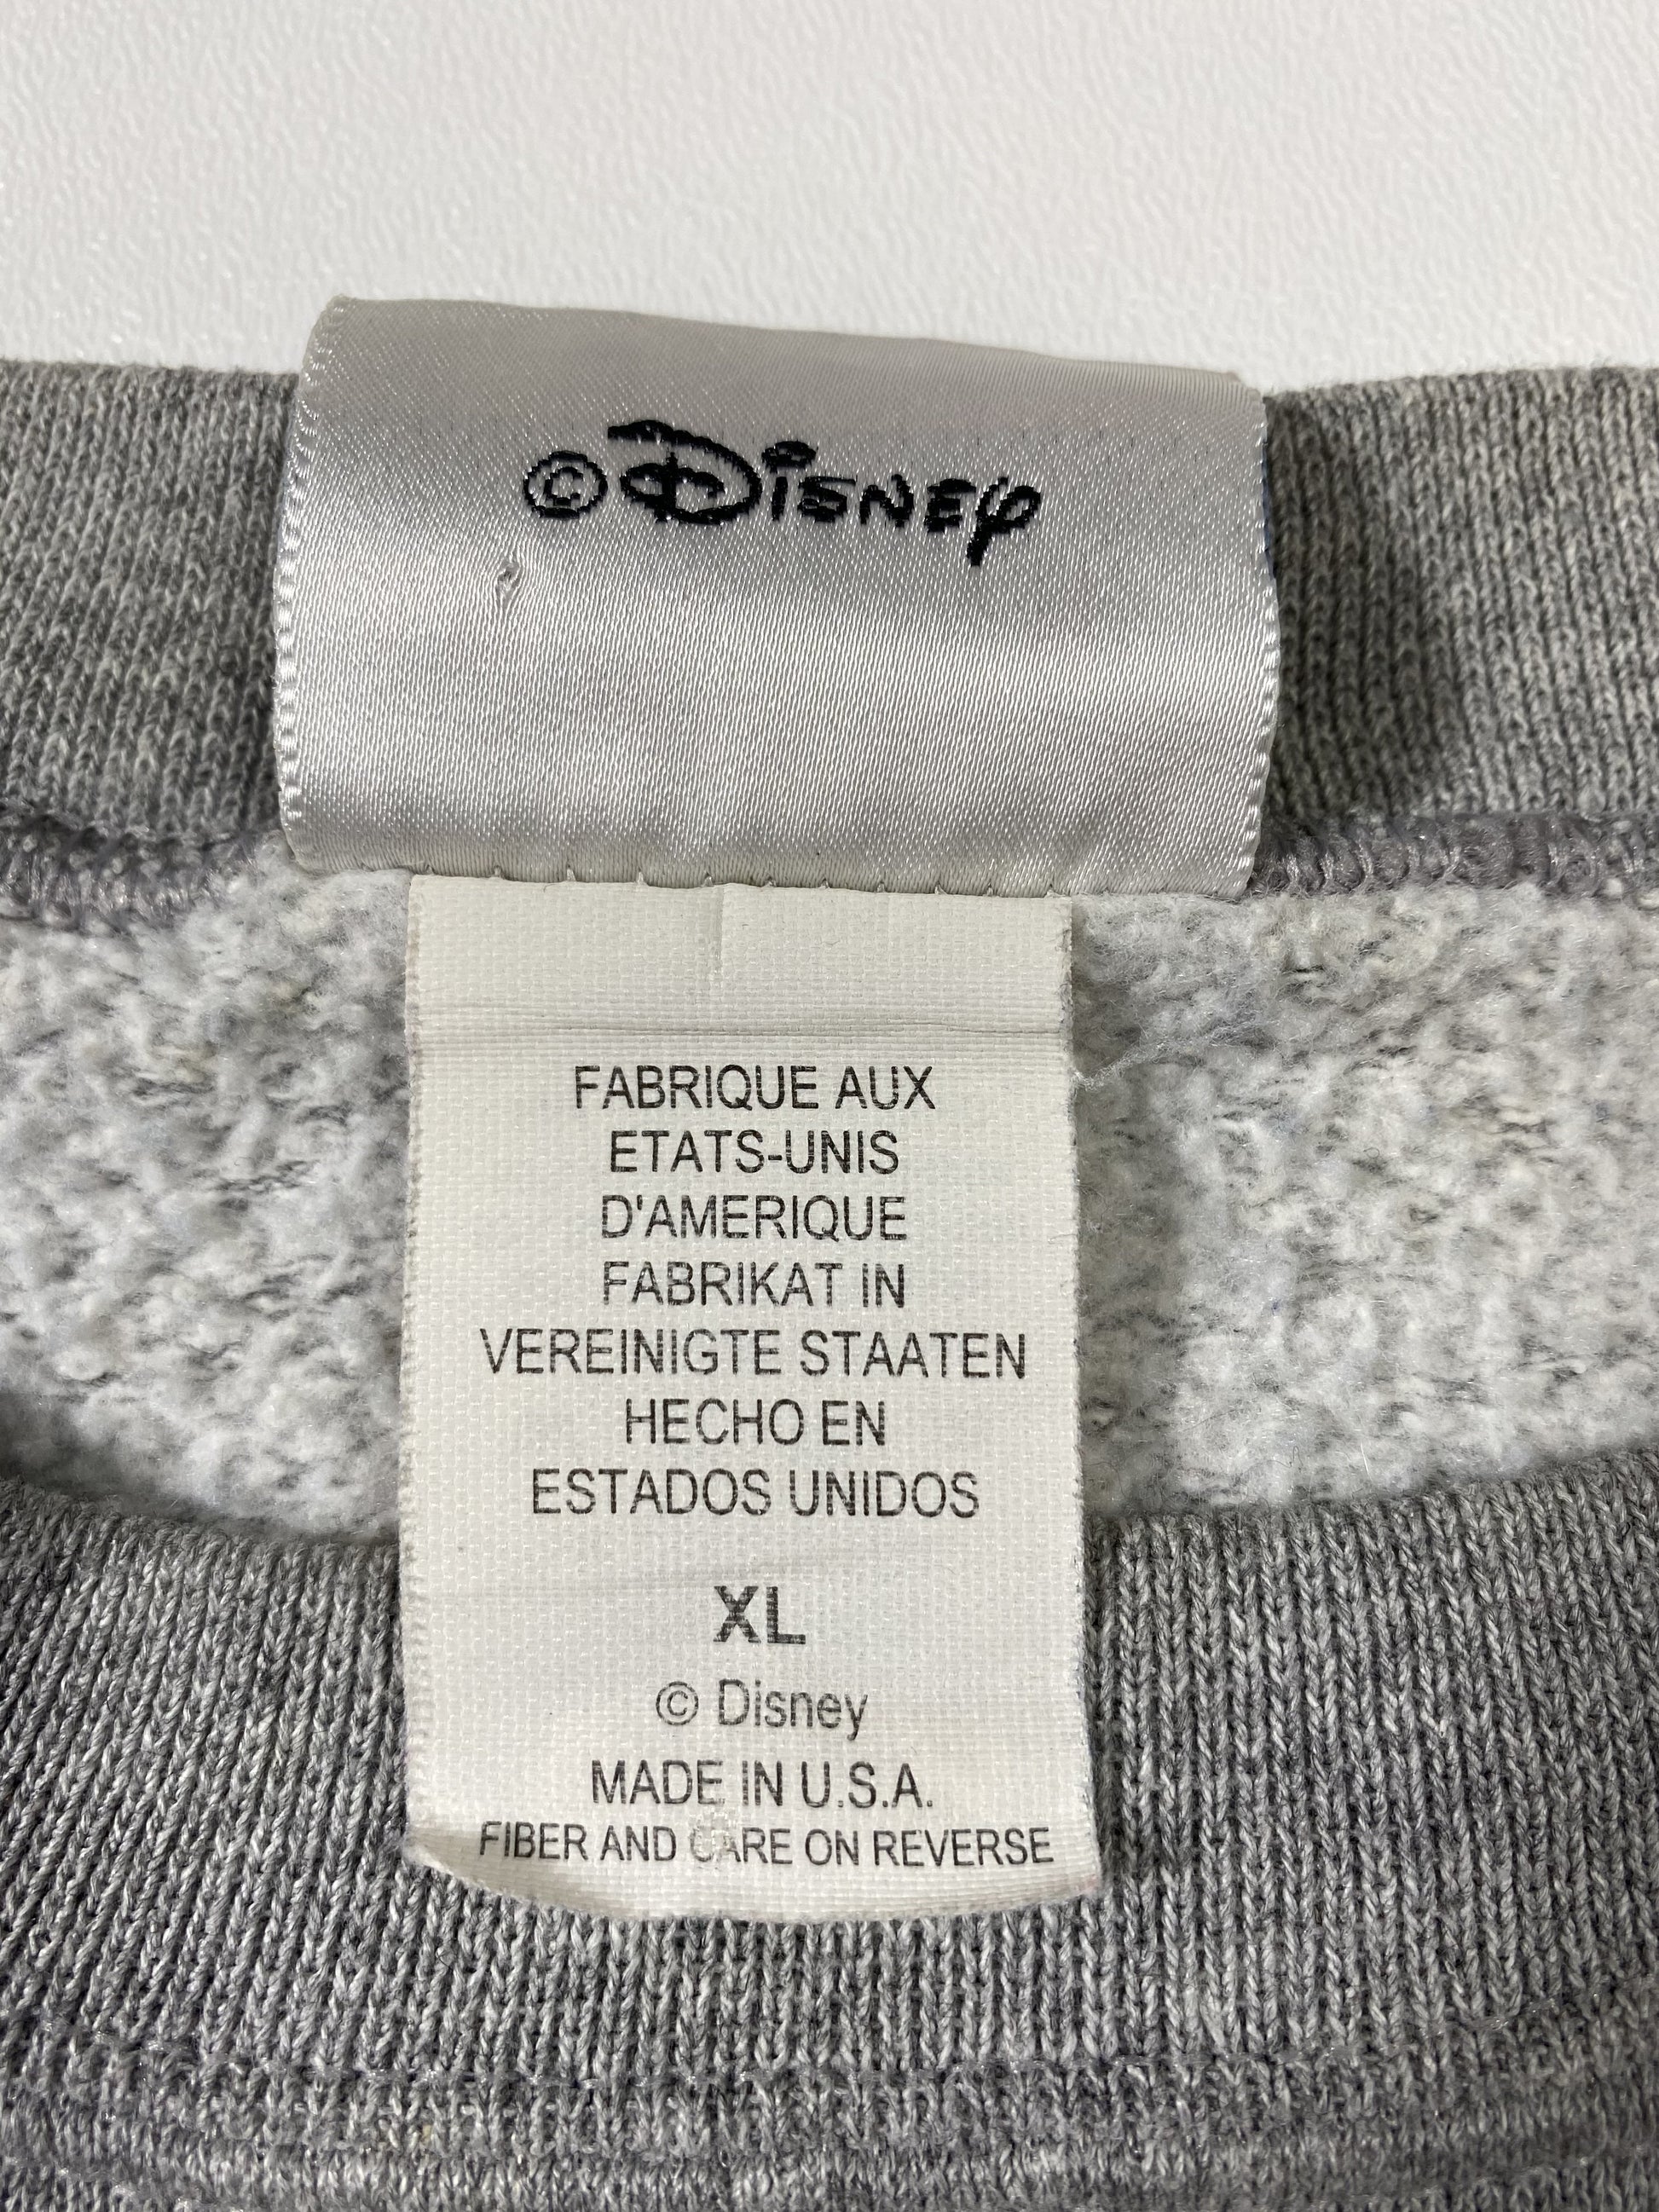 © Disney
FABRIQUE AUX
ETATS-UNIS
D'AMERIQUE
FABRIKAT IN
VEREINIGTE STAATEN
HECHO EN
ESTADOS UNIDOS
XL
© Disney
MADE IN U.S.A.
FIBER AND CARE ON REVERSE